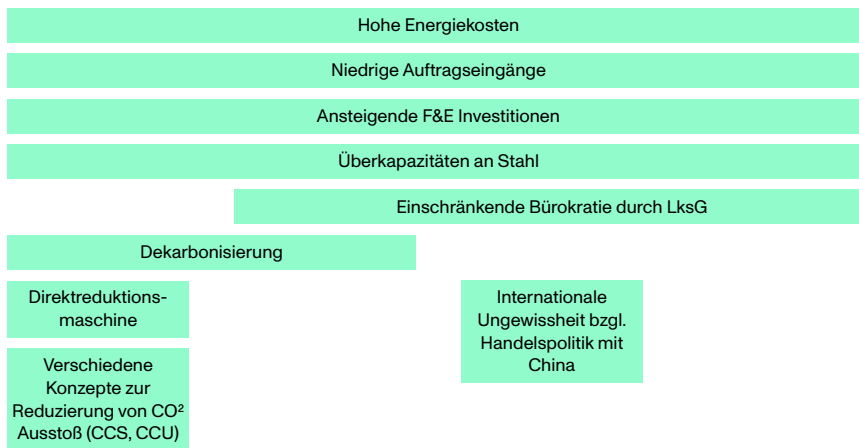 Hohe Energiekosten
Niedrige Auftragseingänge
Ansteigende F&E Investitionen
Überkapazitäten an Stahl
Einschränkende Bürokratie durch LksG
Dekarbonisierung
Direktreduktions-
maschine
Internationale
Ungewissheit bzgl.
Handelspolitik mit
China
Verschiedene
Konzepte zur
Reduzierung von CO²
Ausstoß (CCS, CCU)